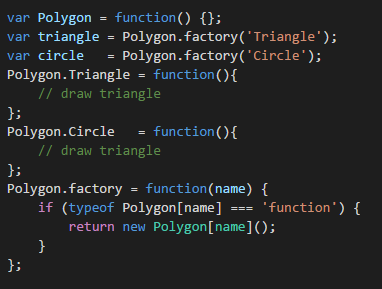 var Polygon = function() {};
var triangle = Polygon.factory('Triangle');
var circle   = Polygon.factory('Circle');
Polygon.Triangle = function(){
    // draw triangle
};
Polygon.Circle   = function(){
    // draw triangle
};
Polygon.factory = function(name) {
    if (typeof Polygon[name] === 'function') {
        return new Polygon[name]();
    }
};